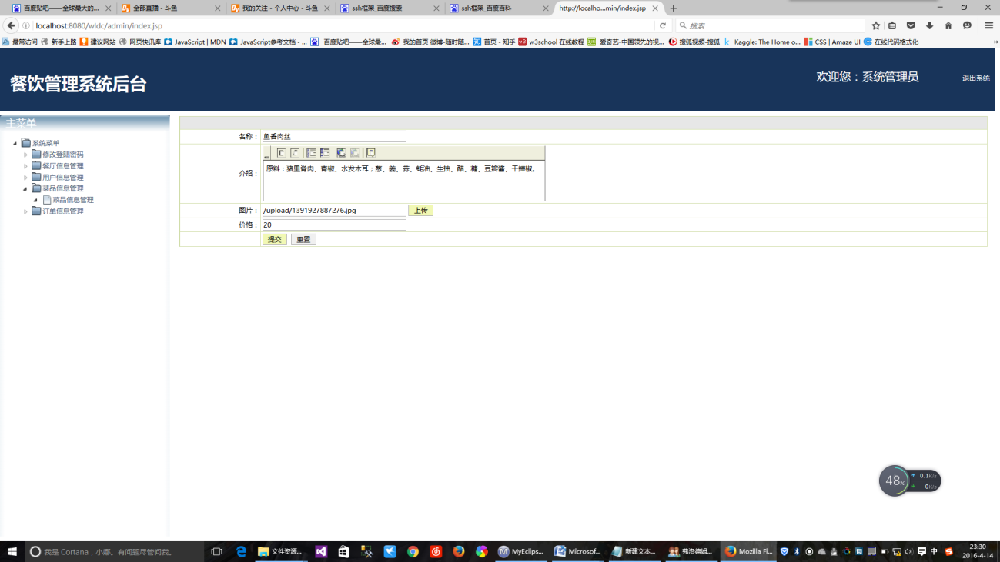 百度贴吧——全球最大的... 全部直播 - 斗鱼 我的关注 - 个人中心 - 斗鱼 ssh框架_百度搜索 ssh框架_百度百科 http://localho...min/index.jsp
localhost:8080/wldc/admin/index.jsp 搜索
最常访问 新手上路 建议网站 网页快讯库 JavaScript | MDN JavaScript参考文档 - ... 百度贴吧——全球最... 我的首页 微博-随时随... 首页 - 知乎 w3school 在线教程 爱奇艺-中国领先的视... 搜狐视频-搜狐 Kaggle: The Home o... CSS | Amaze UI 在线代码格式化
餐饮管理系统后台
欢迎您：系统管理员
退出系统
主菜单
系统菜单
修改登陆密码
餐厅信息管理
用户信息管理
菜品信息管理
菜品信息管理
订单信息管理
名称： 鱼香肉丝
介绍： 原料：猪里脊肉、青椒、水发木耳；葱、姜、蒜、蚝油、生抽、醋、糖、豆瓣酱、干辣椒。
图片： /upload/1391927887276.jpg 上传
价格： 20
提交 重置
48% 0.1K/s
0K/s
我是 Cortana，小娜。有问题尽管问我。 文件资源... MyEclips... Microsof... 新建文本... 弗洛德姆... Mozilla Fi... 中 23:30
2016-4-14